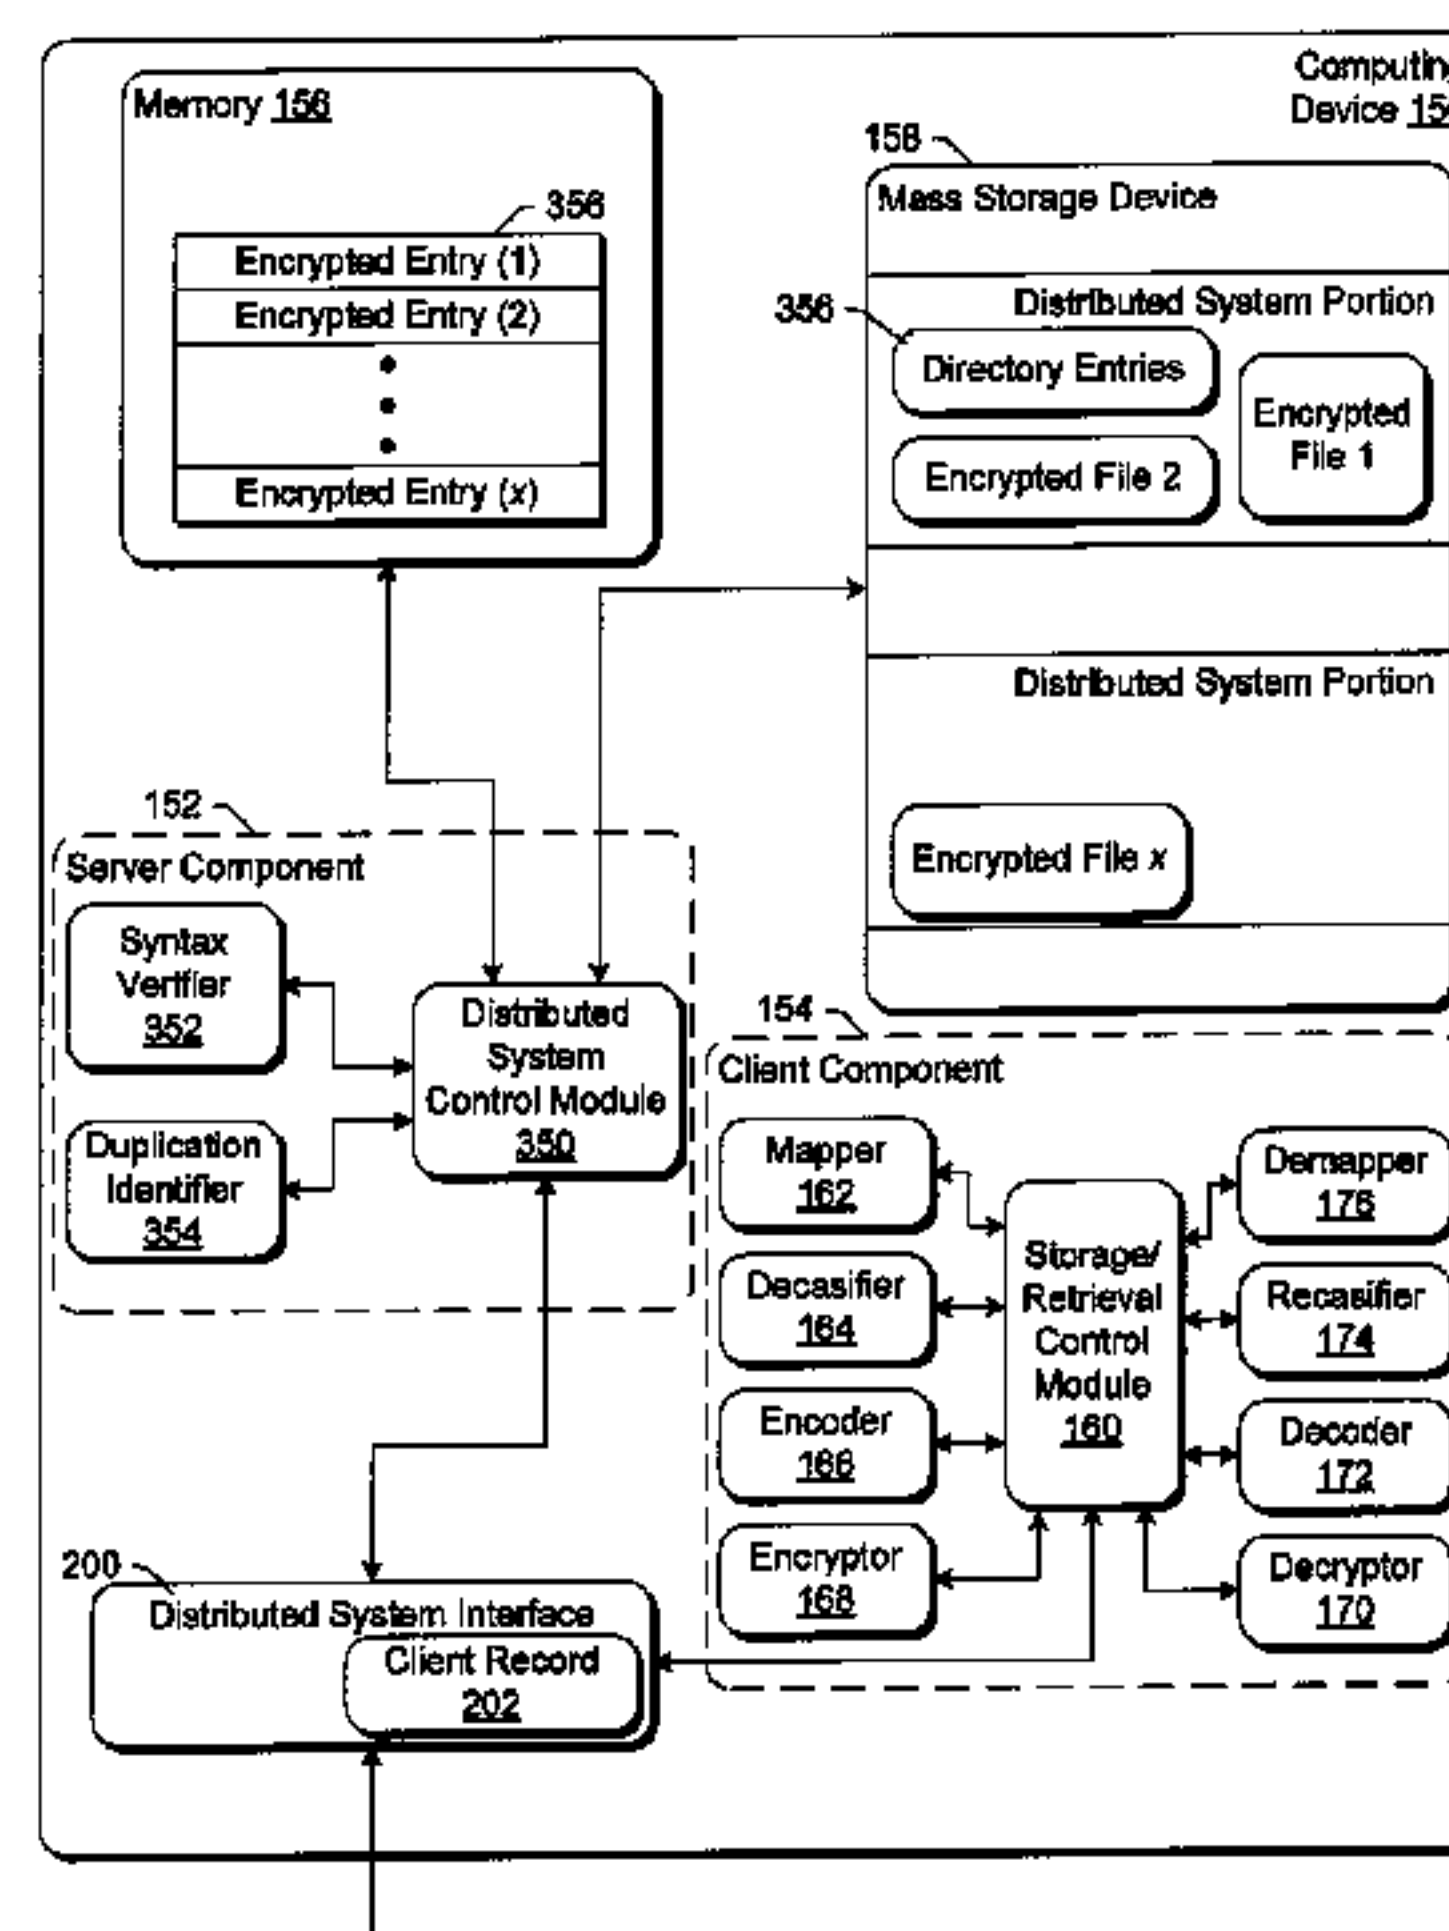 Computing
Device 15
Memory 156
356
Encrypted Entry (1)
Encrypted Entry (2)
Encrypted Entry (x)
158
Mass Storage Device
Distributed System Portion
356
Directory Entries
Encrypted File 2
Encrypted
File 1
Distributed System Portion
Encrypted File x
152
Server Component
Syntax
Verifier
352
Duplication
Identifier
354
Distributed
System
Control Module
350
154
Client Component
Mapper
162
Decasifier
164
Encoder
166
Encryptor
168
Storage/
Retrieval
Control
Module
160
Demapper
176
Recasifier
174
Decoder
172
Decryptor
170
200
Distributed System Interface
Client Record
202